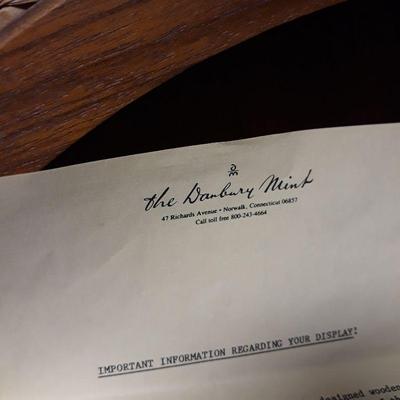 DM
the Danbury Mint
47 Richards Avenue • Norwalk, Connecticut 06857
Call toll free 800-243-4664
IMPORTANT INFORMATION REGARDING YOUR DISPLAY:
designed wooden